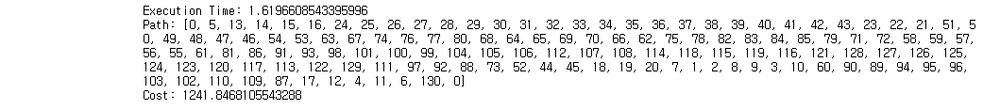 Execution Time: 1.6196608543395996
Path: [0, 5, 13, 14, 15, 16, 24, 25, 26, 27, 28, 29, 30, 31, 32, 33, 34, 35, 36, 37, 38, 39, 40, 41, 42, 43, 23, 22, 21, 51, 5
0, 49, 48, 47, 46, 54, 53, 63, 67, 74, 76, 77, 80, 68, 64, 65, 69, 70, 66, 62, 75, 78, 82, 83, 84, 85, 79, 71, 72, 58, 59, 57,
56, 55, 61, 81, 86, 91, 93, 98, 101, 100, 99, 104, 105, 106, 112, 107, 108, 114, 118, 115, 119, 116, 121, 128, 127, 126, 125,
124, 123, 120, 117, 113, 122, 129, 111, 97, 92, 88, 73, 52, 44, 45, 18, 19, 20, 7, 1, 2, 8, 9, 3, 10, 60, 90, 89, 94, 95, 96,
103, 102, 110, 109, 87, 17, 12, 4, 11, 6, 130, 0]
Cost: 1241.8468105543288